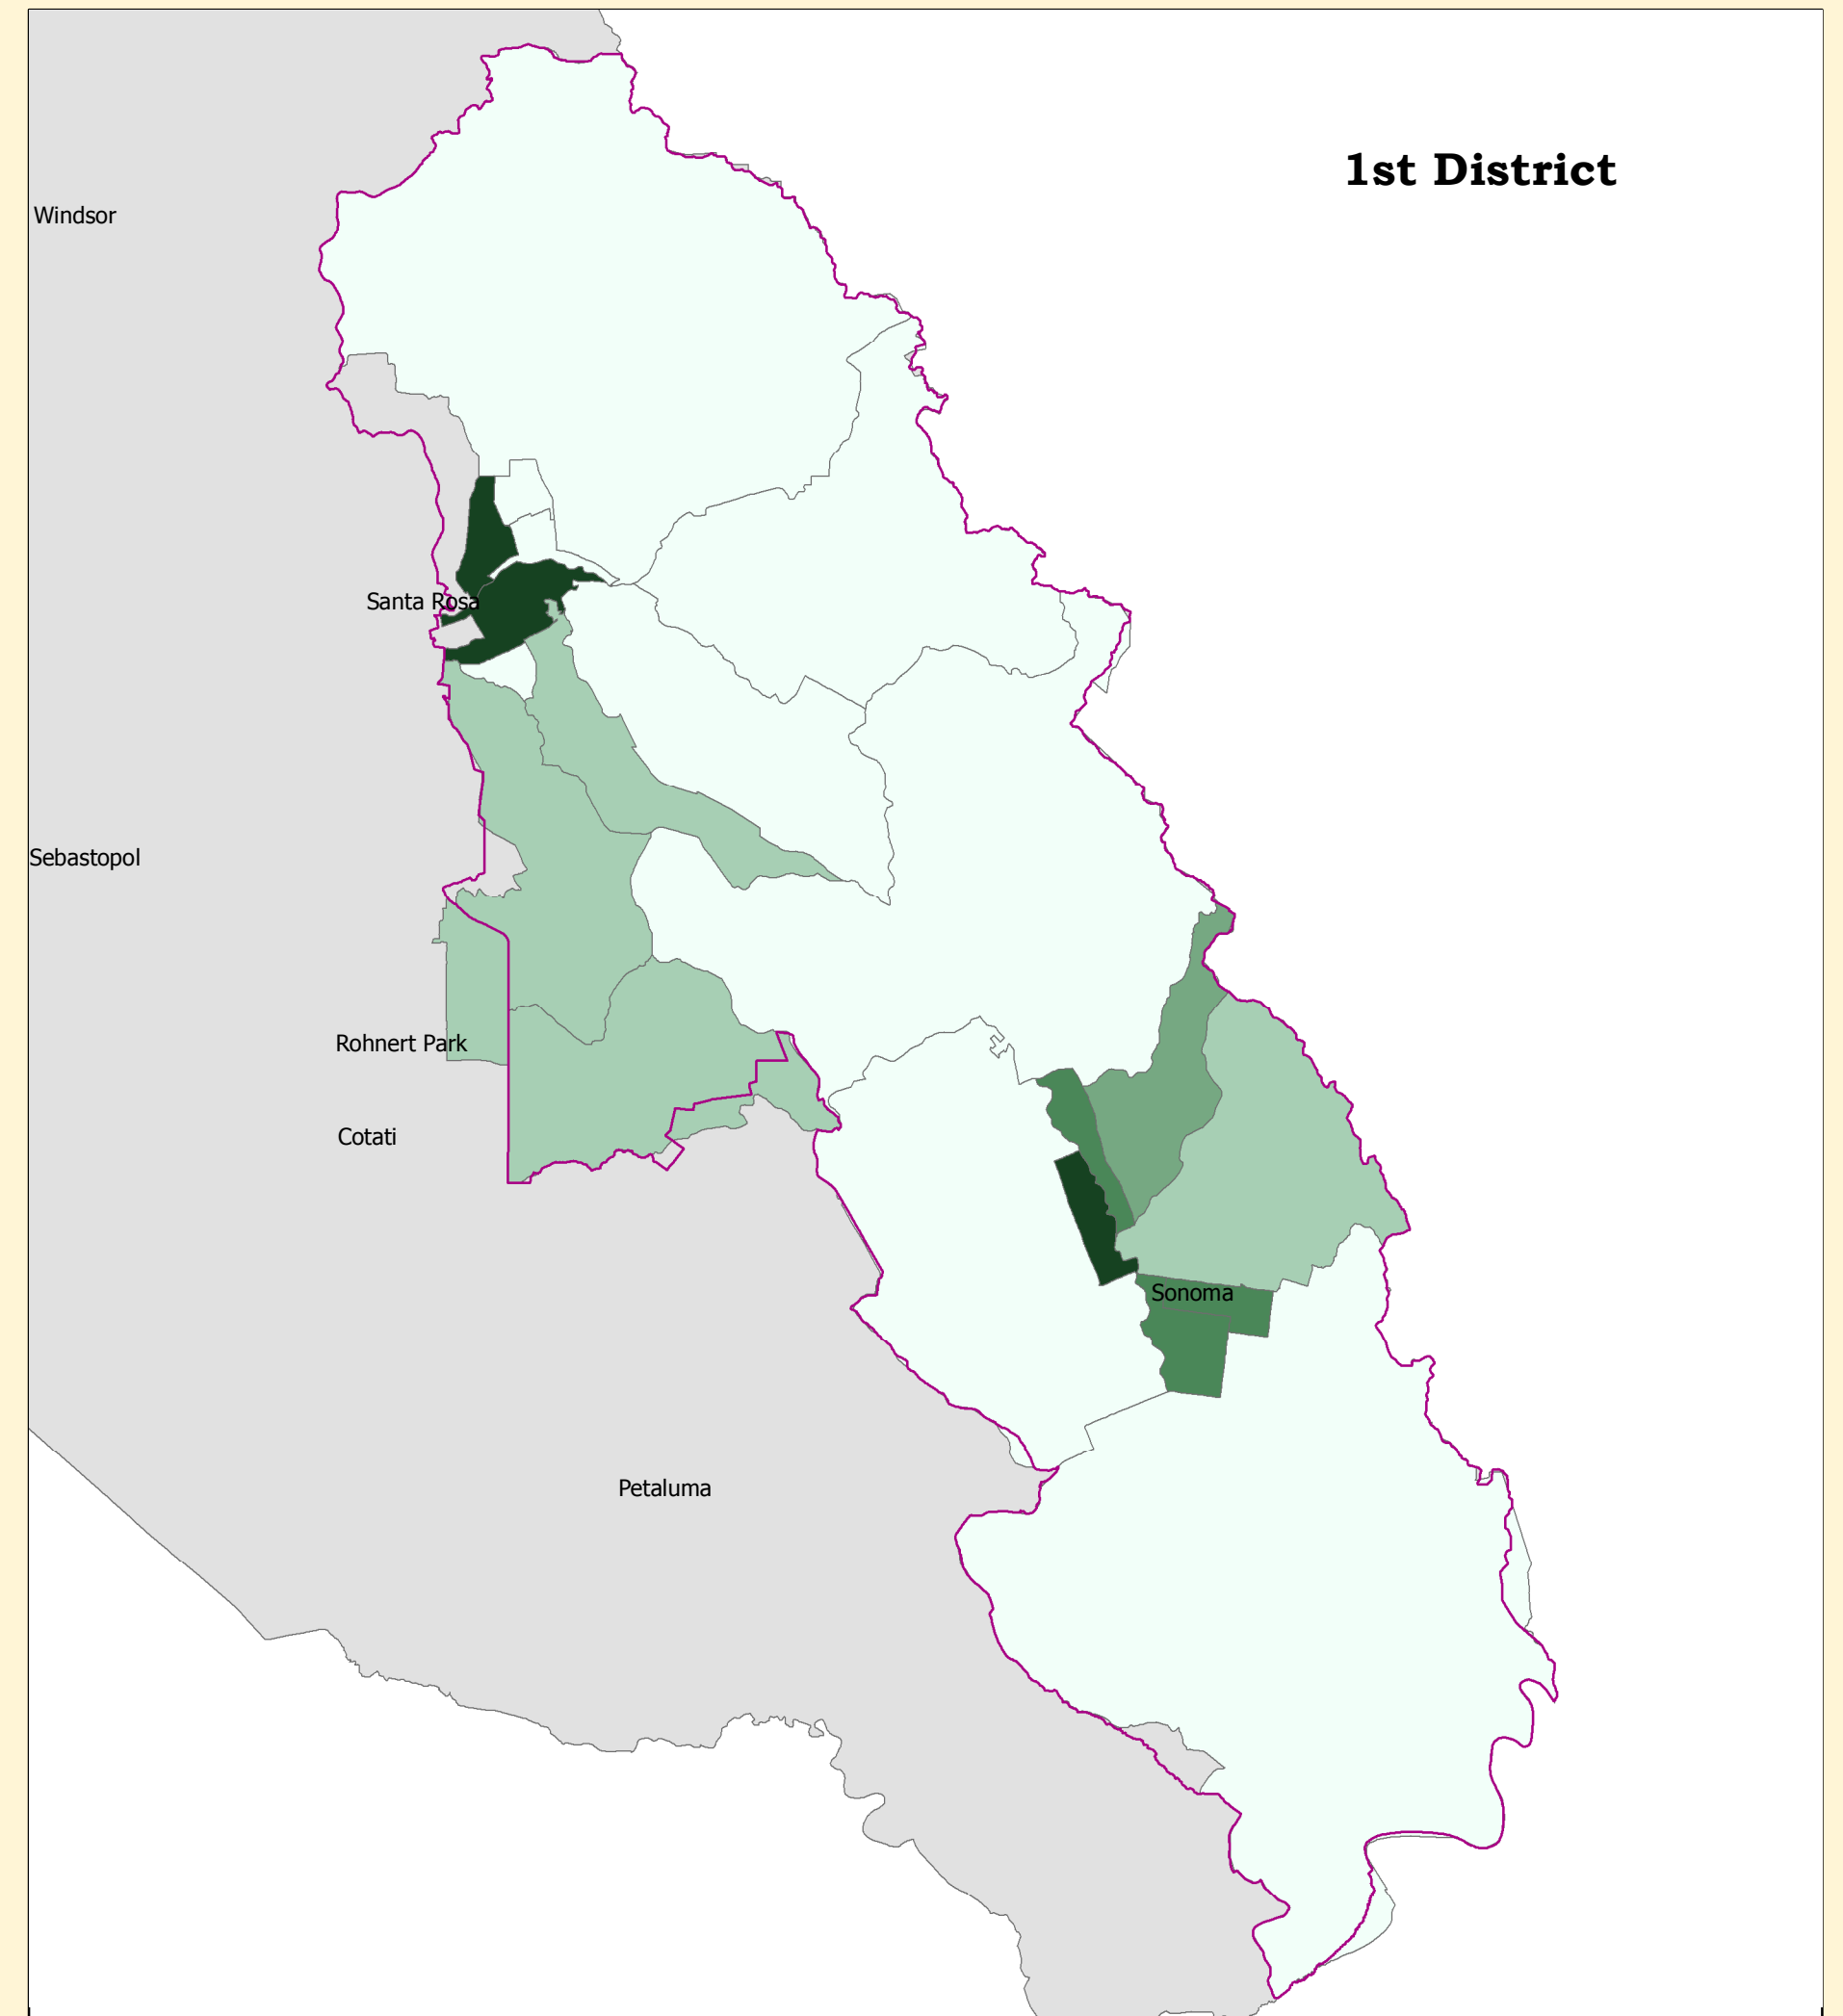 1st District
Windsor
Santa Rosa
Sebastopol
Rohnert Park
Cotati
Sonoma
Petaluma